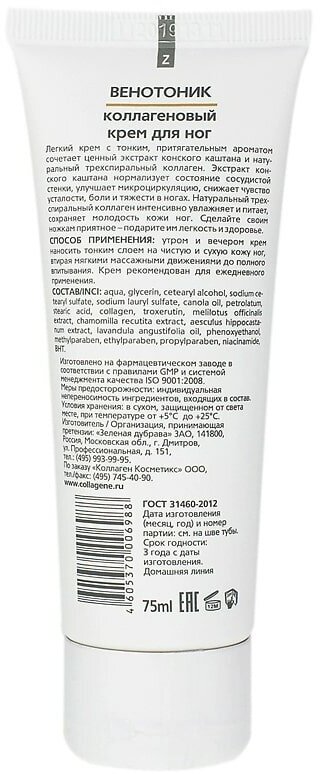 Z
ВЕНОТОНИК
коллагеновый
крем для ног
Легкий крем с тонким, притягательным ароматом
сочетает ценный экстракт конского каштана и нату-
ральный трехспиральный коллаген. Экстракт кон-
ского каштана нормализует состояние сосудистой
стенки, улучшает микроциркуляцию, снижает чувство
усталости, боли и тяжести в ногах. Натуральный трех-
спиральный коллаген интенсивно увлажняет и питает,
сохраняет молодость кожи ног. Сделайте своим
ножкам приятное – подарите им легкость и здоровье.
СПОСОБ ПРИМЕНЕНИЯ: утром и вечером крем
наносить тонким слоем на чистую и сухую кожу ног,
втирая мягкими массажными движениями до полного
впитывания. Крем рекомендован для ежедневного
применения.
СОСТАВ/INCI: aqua, glycerin, cetearyl alcohol, sodium ce-
tearyl sulfate, sodium lauryl sulfate, canola oil, petrolatum,
stearic acid, collagen, troxerutin, melilotus officinalis
extract, chamomilla recutita extract, aesculus hippocasta-
num extract, lavandula angustifolia oil, phenoxyethanol,
methylparaben, ethylparaben, propylparaben, niacinamide,
BHT.
Изготовлено на фармацевтическом заводе в
соответствии с правилами GMP и системой
менеджмента качества ISO 9001:2008.
Меры предосторожности: индивидуальная
непереносимость ингредиентов, входящих в состав.
Условия хранения: в сухом, защищенном от света
месте, при температуре от +5°С до +25°С.
Изготовитель / Организация, принимающая
претензии: «Зеленая дубрава» ЗАО, 141800,
Россия, Московская обл., г. Дмитров,
ул. Профессиональная, д. 151,
тел.: (495) 993-99-95.
По заказу «Коллаген Косметикс» ООО,
тел./факс: (495) 745-40-90.
www.collagene.ru
ГОСТ 31460-2012
Дата изготовления
(месяц, год) и номер
партии: см. на шве тубы.
Срок годности:
3 года с даты
изготовления.
Домашняя линия
4605370006988
75ml EAC 12M